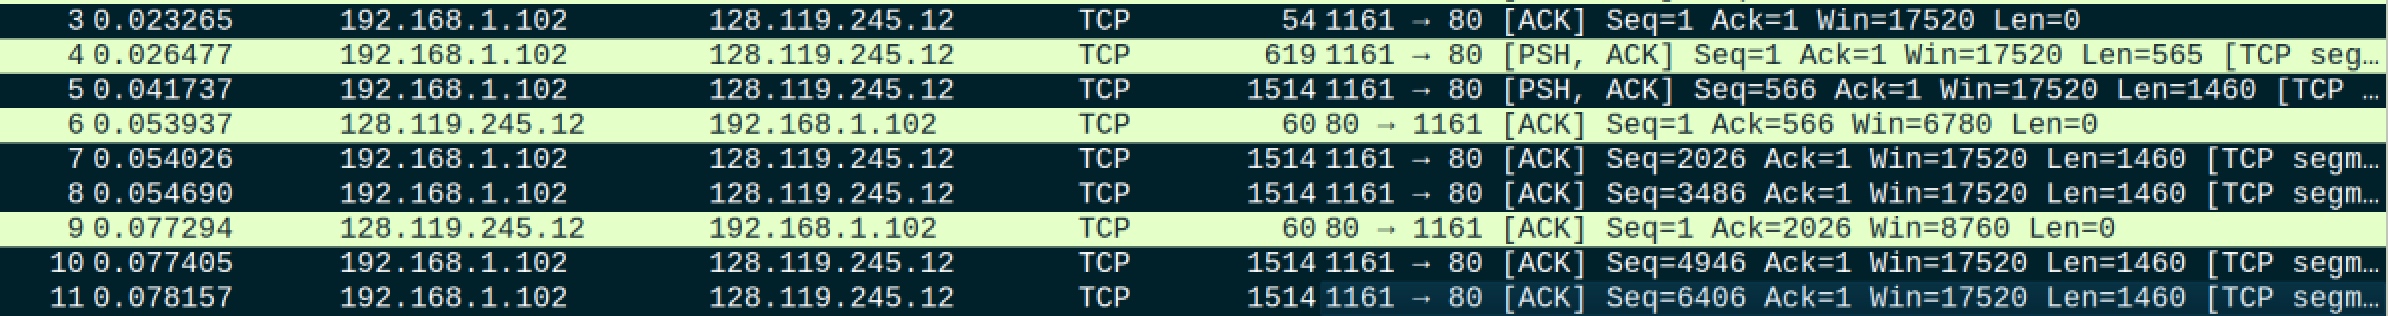 3 0.023265 192.168.1.102 128.119.245.12 TCP 54 1161 → 80 [ACK] Seq=1 Ack=1 Win=17520 Len=0
4 0.026477 192.168.1.102 128.119.245.12 TCP 619 1161 → 80 [PSH, ACK] Seq=1 Ack=1 Win=17520 Len=565 [TCP seg…
5 0.041737 192.168.1.102 128.119.245.12 TCP 1514 1161 → 80 [PSH, ACK] Seq=566 Ack=1 Win=17520 Len=1460 [TCP …
6 0.053937 128.119.245.12 192.168.1.102 TCP 60 80 → 1161 [ACK] Seq=1 Ack=566 Win=6780 Len=0
7 0.054026 192.168.1.102 128.119.245.12 TCP 1514 1161 → 80 [ACK] Seq=2026 Ack=1 Win=17520 Len=1460 [TCP segm…
8 0.054690 192.168.1.102 128.119.245.12 TCP 1514 1161 → 80 [ACK] Seq=3486 Ack=1 Win=17520 Len=1460 [TCP segm…
9 0.077294 128.119.245.12 192.168.1.102 TCP 60 80 → 1161 [ACK] Seq=1 Ack=2026 Win=8760 Len=0
10 0.077405 192.168.1.102 128.119.245.12 TCP 1514 1161 → 80 [ACK] Seq=4946 Ack=1 Win=17520 Len=1460 [TCP segm…
11 0.078157 192.168.1.102 128.119.245.12 TCP 1514 1161 → 80 [ACK] Seq=6406 Ack=1 Win=17520 Len=1460 [TCP segm…